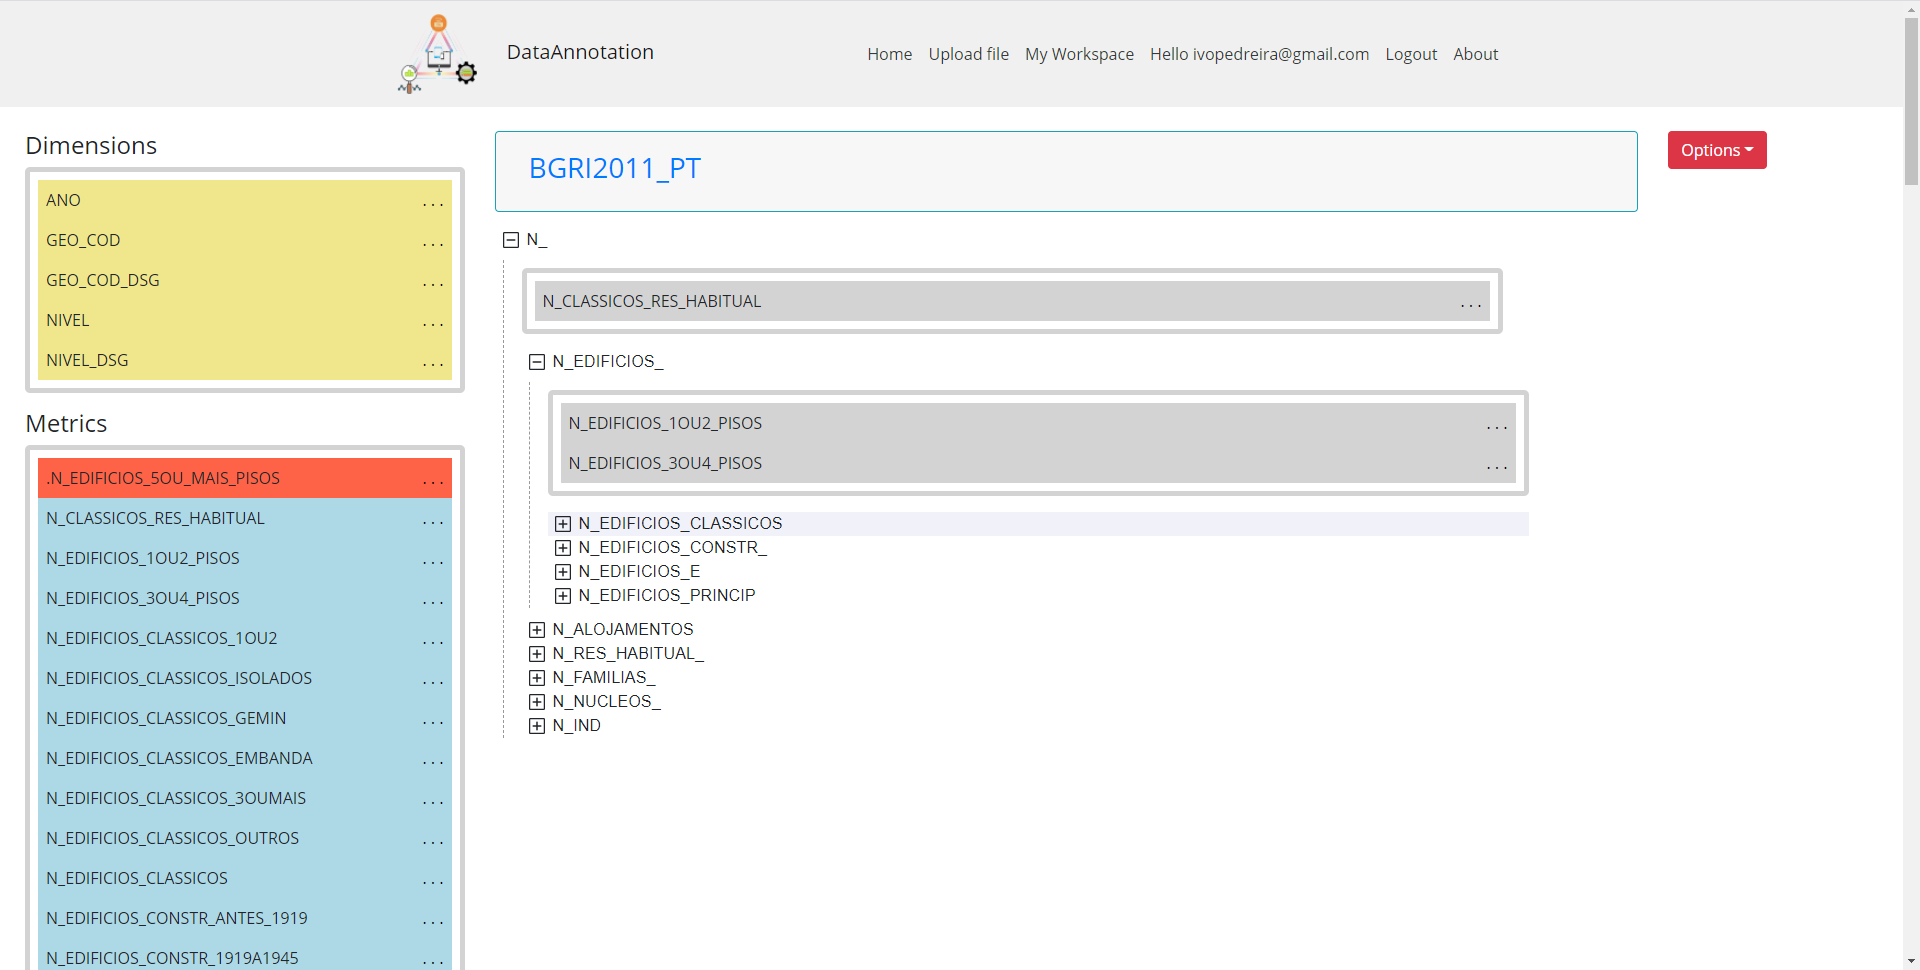 DataAnnotation
Home Upload file My Workspace Hello ivopedreira@gmail.com Logout About
Dimensions
ANO ...
GEO_COD ...
GEO_COD_DSG ...
NIVEL ...
NIVEL_DSG ...
Metrics
.N_EDIFICIOS_5OU_MAIS_PISOS ...
N_CLASSICOS_RES_HABITUAL ...
N_EDIFICIOS_1OU2_PISOS ...
N_EDIFICIOS_3OU4_PISOS ...
N_EDIFICIOS_CLASSICOS_1OU2 ...
N_EDIFICIOS_CLASSICOS_ISOLADOS ...
N_EDIFICIOS_CLASSICOS_GEMIN ...
N_EDIFICIOS_CLASSICOS_EMBANDA ...
N_EDIFICIOS_CLASSICOS_3OUMAIS ...
N_EDIFICIOS_CLASSICOS_OUTROS ...
N_EDIFICIOS_CLASSICOS ...
N_EDIFICIOS_CONSTR_ANTES_1919 ...
N_EDIFICIOS_CONSTR_1919A1945 ...
BGRI2011_PT
N_
N_CLASSICOS_RES_HABITUAL ...
N_EDIFICIOS_
N_EDIFICIOS_1OU2_PISOS ...
N_EDIFICIOS_3OU4_PISOS ...
N_EDIFICIOS_CLASSICOS
N_EDIFICIOS_CONSTR_
N_EDIFICIOS_E
N_EDIFICIOS_PRINCIP
N_ALOJAMENTOS
N_RES_HABITUAL_
N_FAMILIAS_
N_NUCLEOS_
N_IND
Options